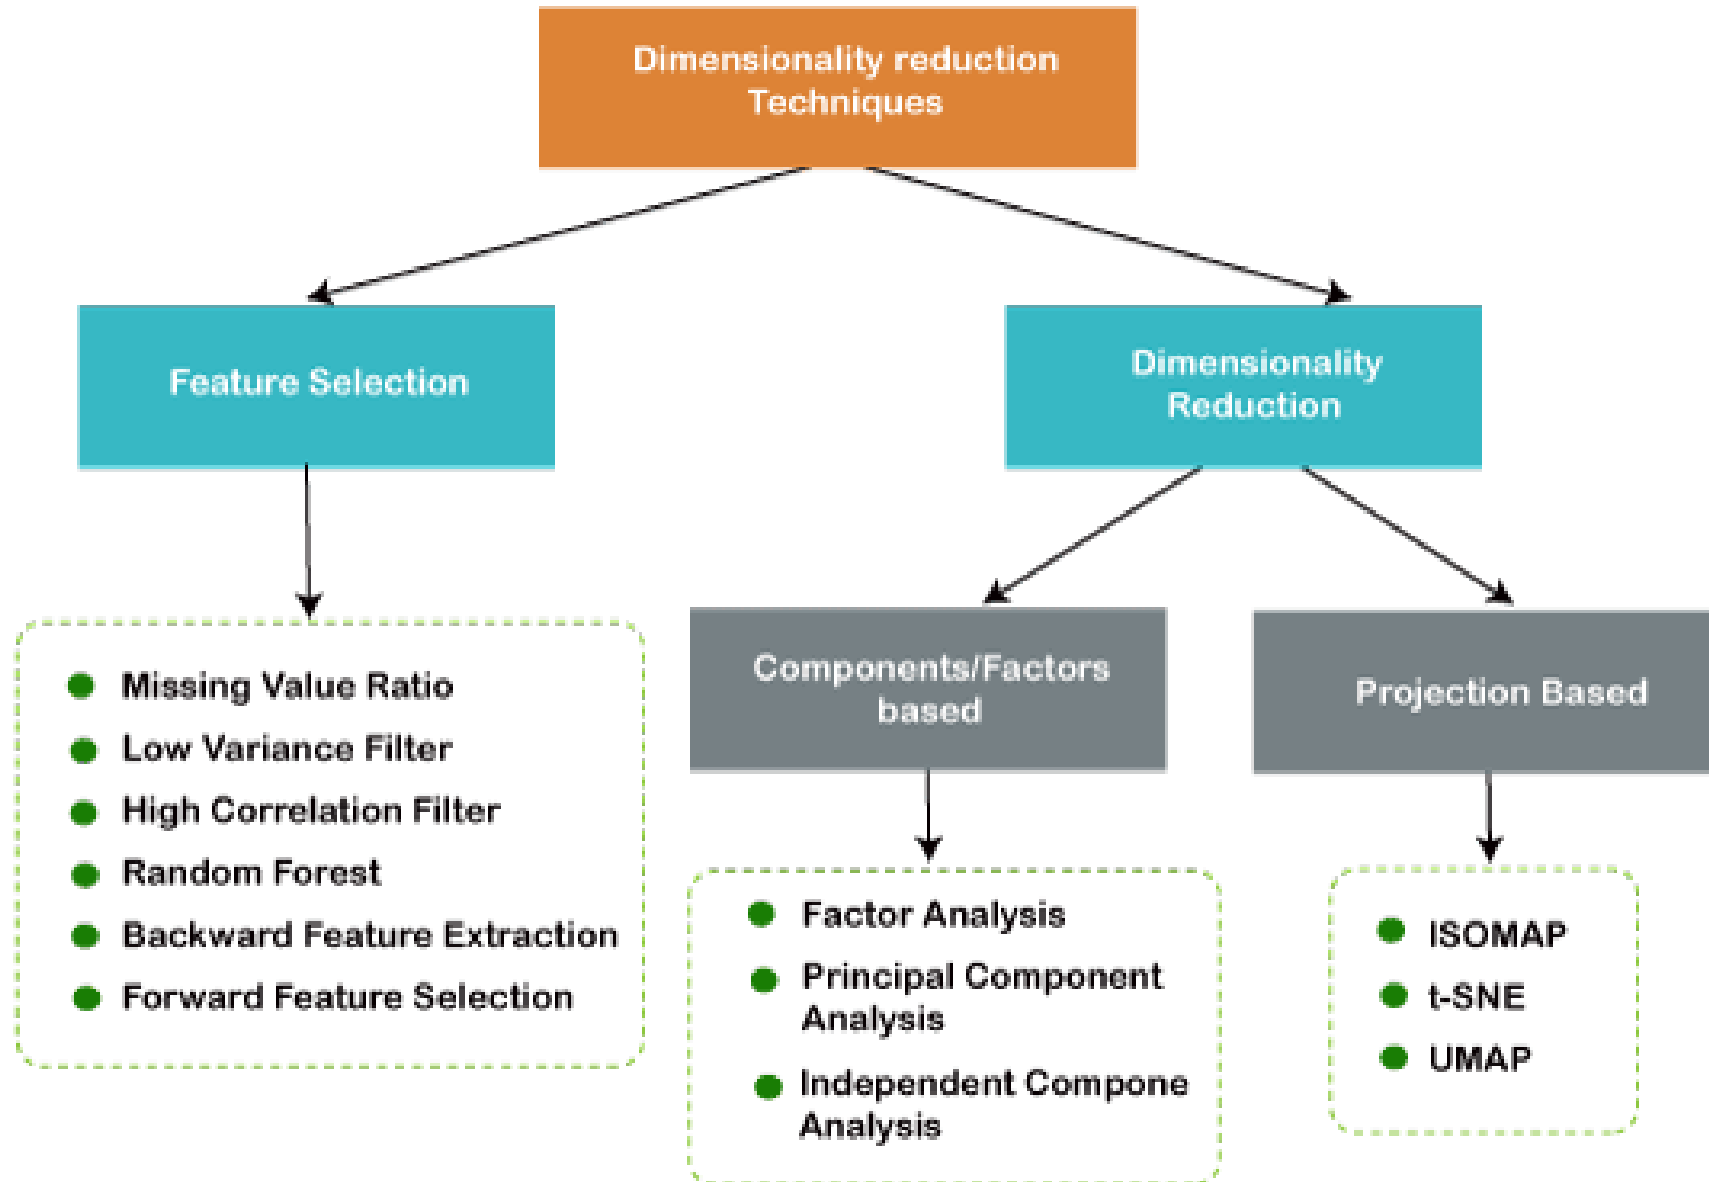 Dimensionality reduction
Techniques
Feature Selection
Dimensionality
Reduction
Missing Value Ratio
Low Variance Filter
High Correlation Filter
Random Forest
Backward Feature Extraction
Forward Feature Selection
Components/Factors
based
Factor Analysis
Principal Component
Analysis
Independent Compone
Analysis
Projection Based
ISOMAP
t-SNE
UMAP